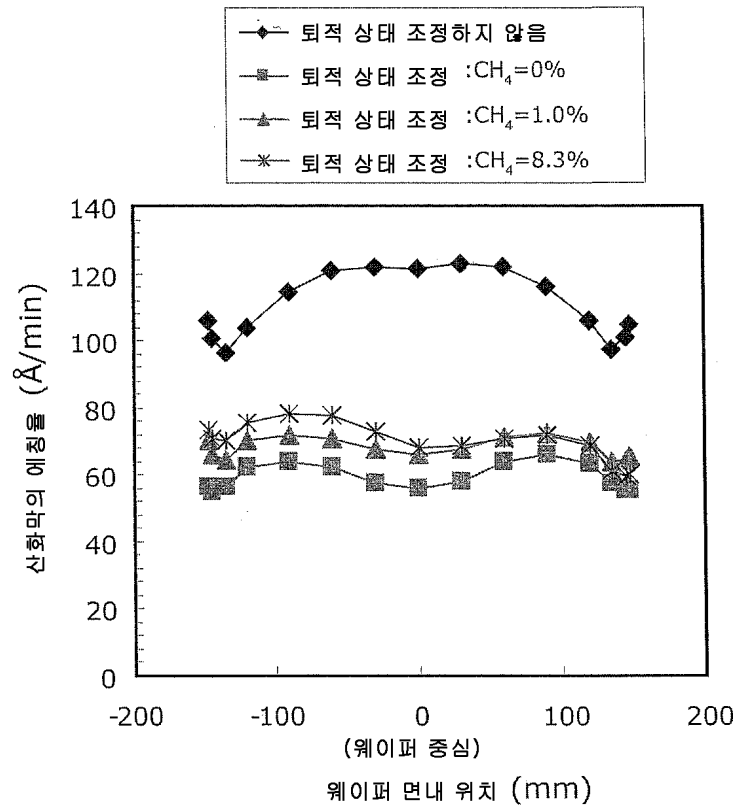 퇴적 상태 조정하지 않음
퇴적 상태 조정 :CH₄=0%
퇴적 상태 조정 :CH₄=1.0%
퇴적 상태 조정 :CH₄=8.3%
산화막의 에칭율 (Å/min)
140
120
100
80
60
40
20
0
-200 -100 0 100 200
(웨이퍼 중심)
웨이퍼 면내 위치 (mm)